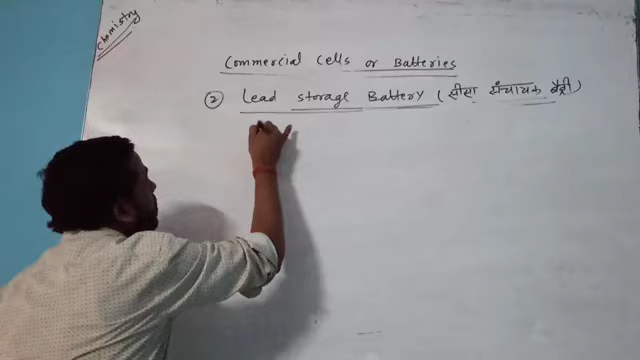 Chemistry
Commercial Cells or Batteries
② Lead storage Battery (सीसा संचायक बैट्री)